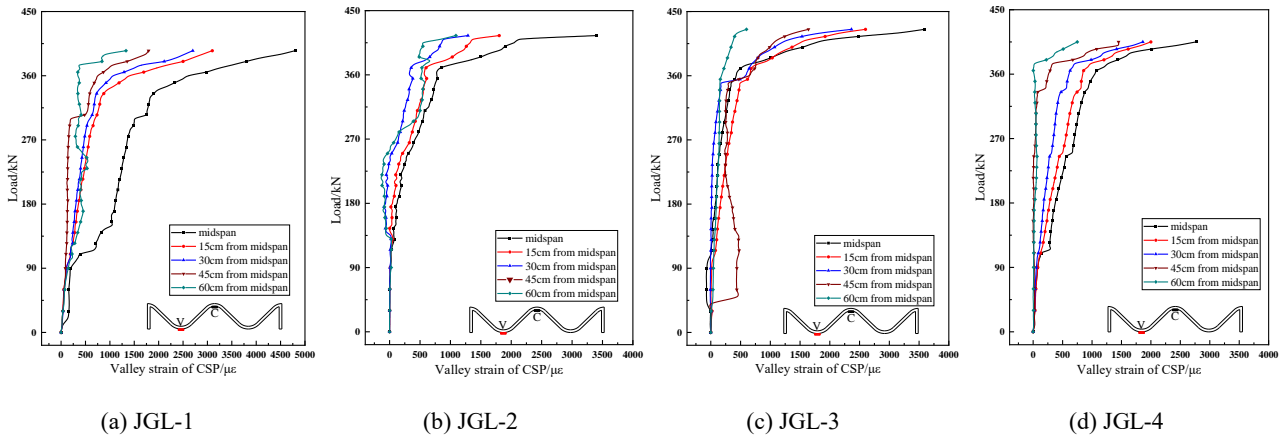 450
360
270
180
90
0
Load/kN
midspan
15cm from midspan
30cm from midspan
45cm from midspan
60cm from midspan
V
C
0 500 1000 1500 2000 2500 3000 3500 4000 4500 5000
Valley strain of CSP/με
(a) JGL-1
450
360
270
180
90
0
Load/kN
midspan
15cm from midspan
30cm from midspan
45cm from midspan
60cm from midspan
V
C
0 500 1000 1500 2000 2500 3000 3500 4000
Valley strain of CSP/με
(b) JGL-2
450
360
270
180
90
0
Load/kN
midspan
15cm from midspan
30cm from midspan
45cm from midspan
60cm from midspan
V
C
0 500 1000 1500 2000 2500 3000 3500 4000
Valley strain of CSP/με
(c) JGL-3
450
360
270
180
90
0
Load/kN
midspan
15cm from midspan
30cm from midspan
45cm from midspan
60cm from midspan
V
C
0 500 1000 1500 2000 2500 3000 3500 4000
Valley strain of CSP/με
(d) JGL-4